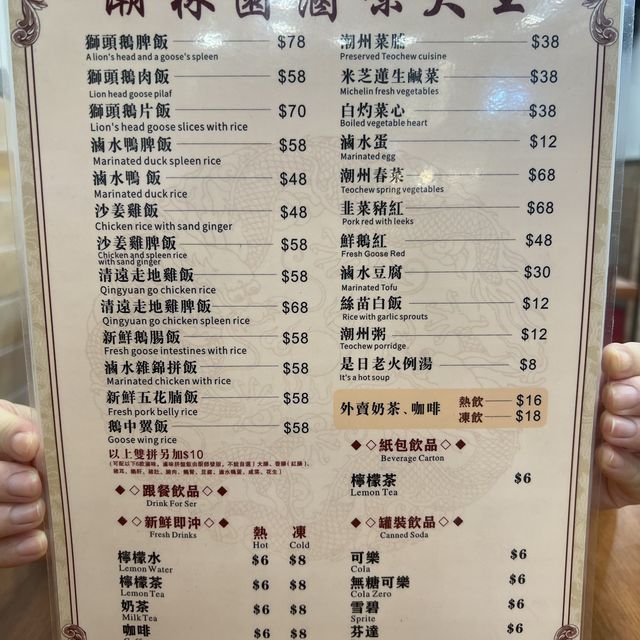 獅頭鵝脾飯 $78
A lion's head and a goose's spleen
獅頭鵝肉飯 $58
Lion head goose pilaf
獅頭鵝片飯 $70
Lion's head goose slices with rice
滷水鴨脾飯 $58
Marinated duck spleen rice
滷水鴨 飯 $48
Marinated duck rice
沙姜雞飯 $48
Chicken rice with sand ginger
沙姜雞脾飯 $58
Chicken and spleen rice
with sand ginger
清遠走地雞飯 $58
Qingyuan go chicken rice
清遠走地雞脾飯 $68
Qingyuan go chicken spleen rice
新鮮鵝腸飯 $58
Fresh goose intestines with rice
滷水雜錦拼飯 $58
Marinated chicken with rice
新鮮五花腩飯 $58
Fresh pork belly rice
鵝中翼飯 $58
Goose wing rice
以上雙拼另加$10
跟餐飲品
Drink For Ser
新鮮即沖 熱 凍
Fresh Drinks Hot Cold
檸檬水 $6 $8
Lemon Water
檸檬茶 $6 $8
Lemon Tea
奶茶 $6 $8
Milk Tea
咖啡 $6 $8
潮州菜脯 $38
Preserved Teochew cuisine
米芝蓮生鹹菜 $38
Michelin fresh vegetables
白灼菜心 $38
Boiled vegetable heart
滷水蛋 $12
Marinated egg
潮州春菜 $68
Teochew spring vegetables
韭菜豬紅 $68
Pork red with leeks
鮮鵝紅 $48
Fresh Goose Red
滷水豆腐 $30
Marinated Tofu
絲苗白飯 $12
Rice with garlic sprouts
潮州粥 $12
Teochew porridge
是日老火例湯 $8
It's a hot soup
外賣奶茶、咖啡 熱飲 $16
凍飲 $18
紙包飲品
Beverage Carton
檸檬茶 $6
Lemon Tea
罐裝飲品
Canned Soda
可樂 $6
Cola
無糖可樂 $6
Cola Zero
雪碧 $6
Sprite
芬達 $6